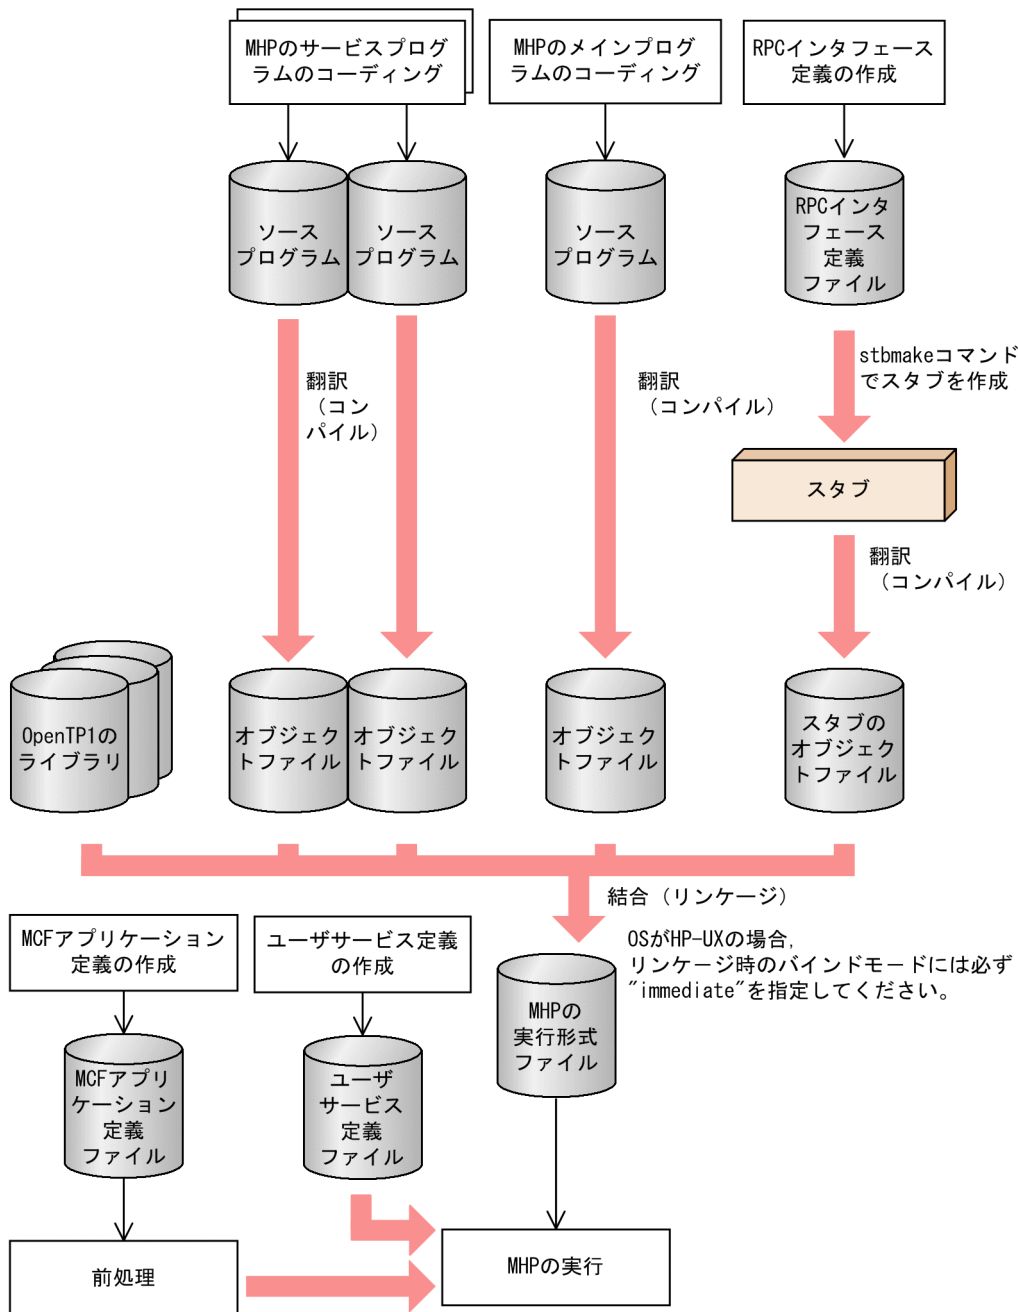 MHPのサービスプログ
ラムのコーディング
MHPのメインプログ
ラムのコーディング
RPCインタフェース
定義の作成
ソース
プログラム
ソース
プログラム
ソース
プログラム
RPCインタ
フェース
定義
ファイル
翻訳
（コン
パイル）
翻訳
（コンパイル）
stbmakeコマンド
でスタブを作成
スタブ
翻訳
（コンパイル）
OpenTP1の
ライブラリ
オブジェク
トファイル
オブジェク
トファイル
オブジェク
トファイル
スタブの
オブジェク
トファイル
結合（リンケージ）
OSがHP-UXの場合，
リンケージ時のバインドモードには必ず
"immediate"を指定してください。
MCFアプリケーション
定義の作成
ユーザサービス定義
の作成
MHPの
実行形式
ファイル
MCFアプリ
ケーション
定義
ファイル
ユーザ
サービス
定義
ファイル
前処理
MHPの実行